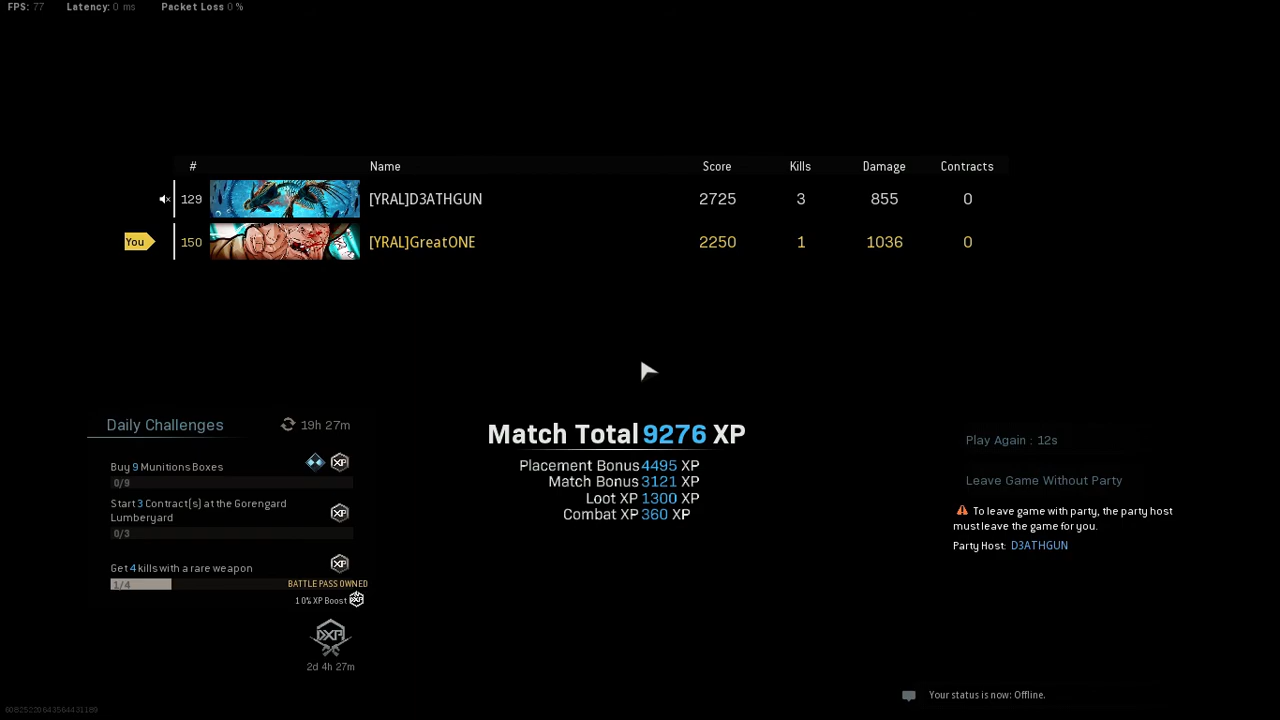 FPS: 77 Latency: 0 ms Packet Loss 0 %
# Name Score Kills Damage Contracts
129 [YRAL]D3ATHGUN 2725 3 855 0
You 150 [YRAL]GreatONE 2250 1 1036 0
Daily Challenges 19h 27m
Buy 9 Munitions Boxes XP
0/9
Start 3 Contract(s) at the Gorengard
Lumberyard XP
0/3
Get 4 kills with a rare weapon XP
1/4 BATTLE PASS OWNED
10% XP Boost
DXP
2d 4h 27m
Match Total 9276 XP
Placement Bonus 4495 XP
Match Bonus 3121 XP
Loot XP 1300 XP
Combat XP 360 XP
Play Again : 12s
Leave Game Without Party
To leave game with party, the party host
must leave the game for you.
Party Host: D3ATHGUN
Your status is now: Offline.